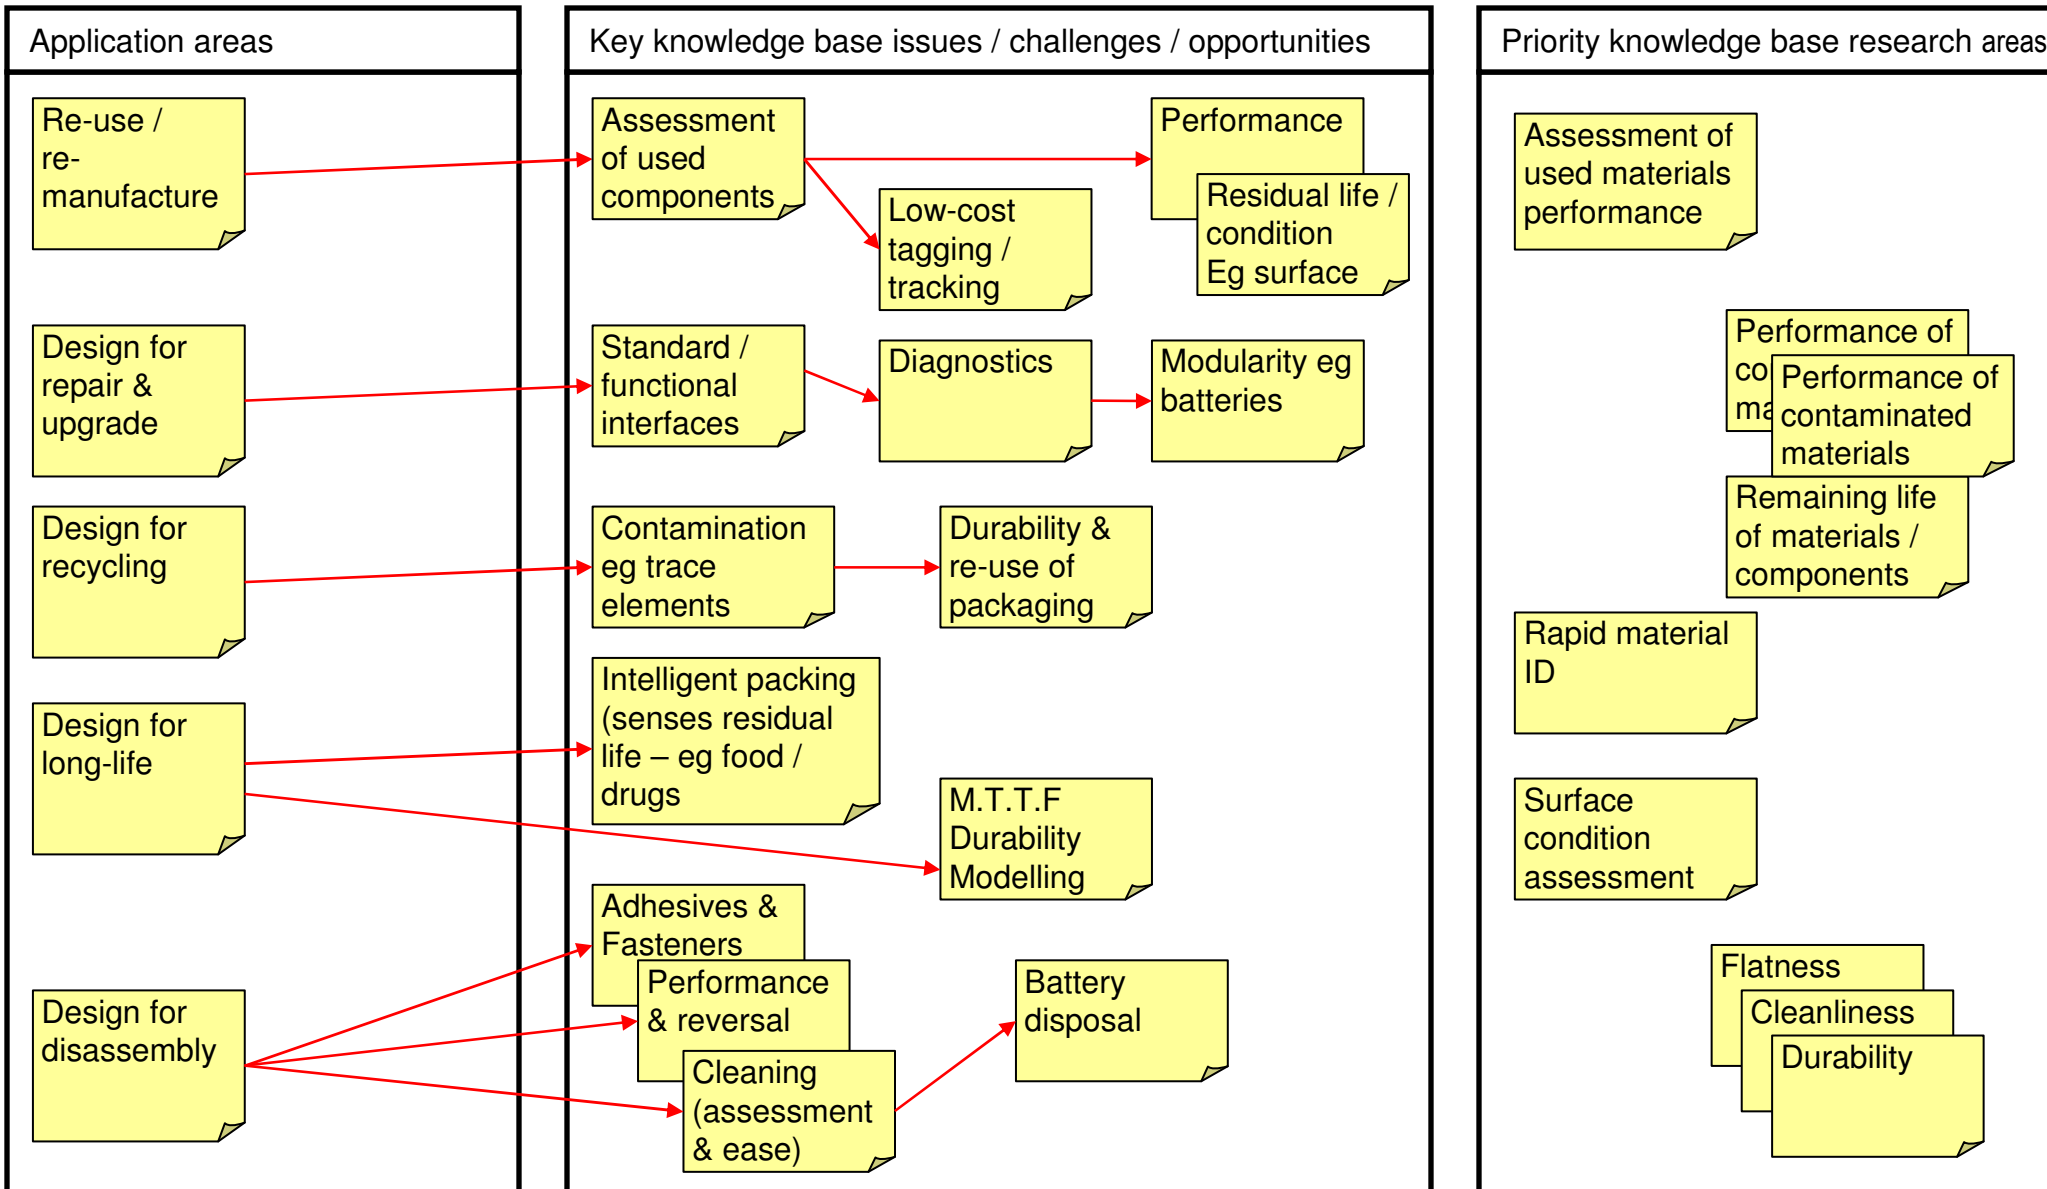 Application areas
Re-use /
re-
manufacture
Design for
repair &
upgrade
Design for
recycling
Design for
long-life
Design for
disassembly
Key knowledge base issues / challenges / opportunities
Assessment
of used
components
Performance
Low-cost
tagging /
tracking
Residual life /
condition
Eg surface
Standard /
functional
interfaces
Diagnostics
Modularity eg
batteries
Contamination
eg trace
elements
Durability &
re-use of
packaging
Intelligent packing
(senses residual
life – eg food /
drugs
M.T.T.F
Durability
Modelling
Adhesives &
Fasteners
Performance
& reversal
Cleaning
(assessment
& ease)
Battery
disposal
Priority knowledge base research areas
Assessment of
used materials
performance
Performance of
Performance of
contaminated
materials
Remaining life
of materials /
components
Rapid material
ID
Surface
condition
assessment
Flatness
Cleanliness
Durability